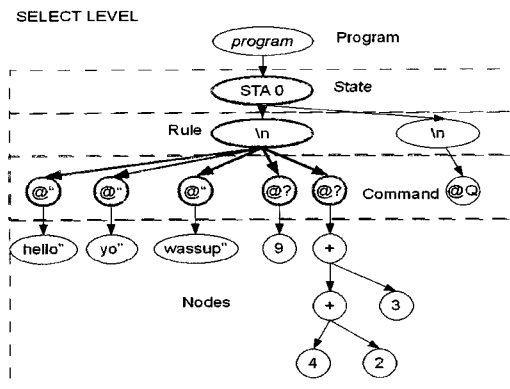 SELECT LEVEL
program Program
STA 0 State
Rule \n \n
@“ @“ @“ @? @? Command @Q
hello” yo” wassup” 9 +
Nodes + 3
4 2